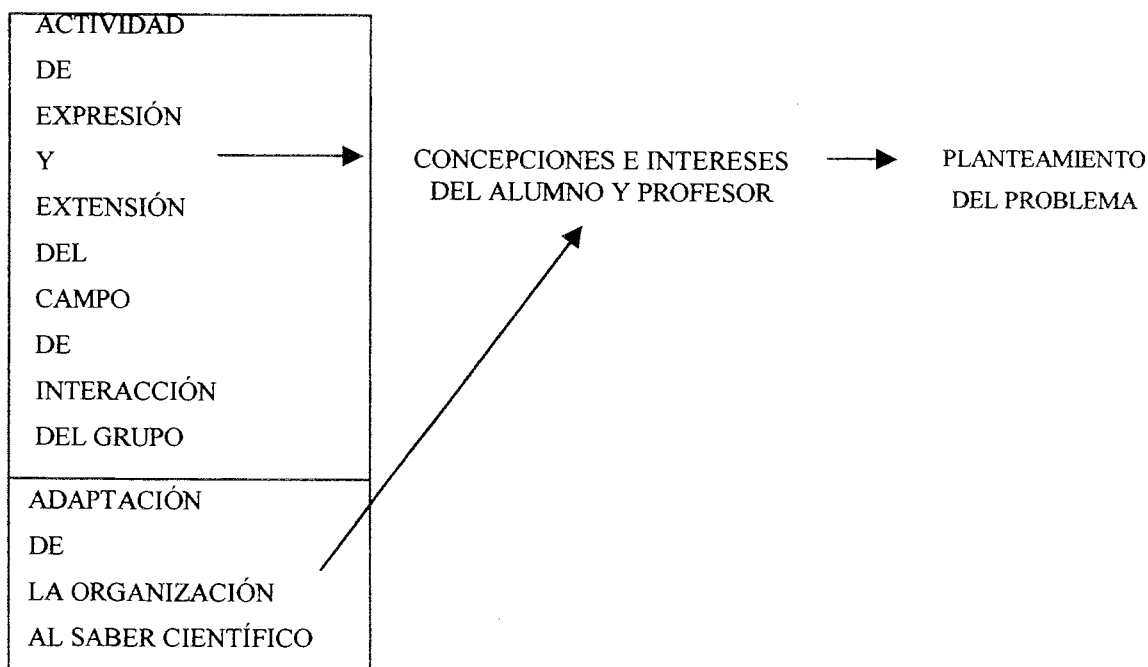 ACTIVIDAD
DE
EXPRESIÓN
Y
EXTENSIÓN
DEL
CAMPO
DE
INTERACCIÓN
DEL GRUPO
ADAPTACIÓN
DE
LA ORGANIZACIÓN
AL SABER CIENTÍFICO
CONCEPCIONES E INTERESES
DEL ALUMNO Y PROFESOR
PLANTEAMIENTO
DEL PROBLEMA